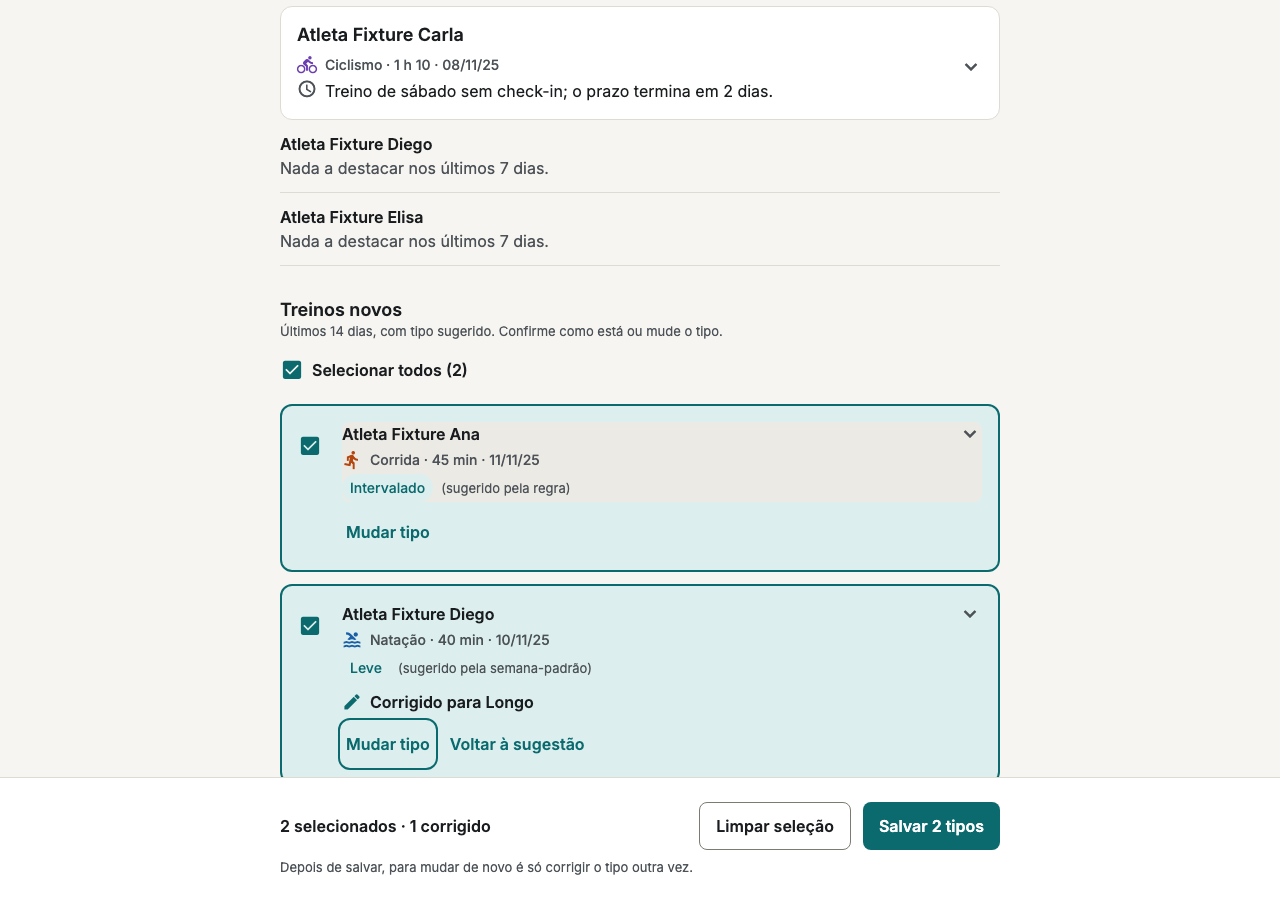 Atleta Fixture Carla
Ciclismo · 1 h 10 · 08/11/25
Treino de sábado sem check-in; o prazo termina em 2 dias.
Atleta Fixture Diego
Nada a destacar nos últimos 7 dias.
Atleta Fixture Elisa
Nada a destacar nos últimos 7 dias.
Treinos novos
Últimos 14 dias, com tipo sugerido. Confirme como está ou mude o tipo.
Selecionar todos (2)
Atleta Fixture Ana
Corrida · 45 min · 11/11/25
Intervalado (sugerido pela regra)
Mudar tipo
Atleta Fixture Diego
Natação · 40 min · 10/11/25
Leve (sugerido pela semana-padrão)
Corrigido para Longo
Mudar tipo Voltar à sugestão
2 selecionados · 1 corrigido Limpar seleção Salvar 2 tipos
Depois de salvar, para mudar de novo é só corrigir o tipo outra vez.